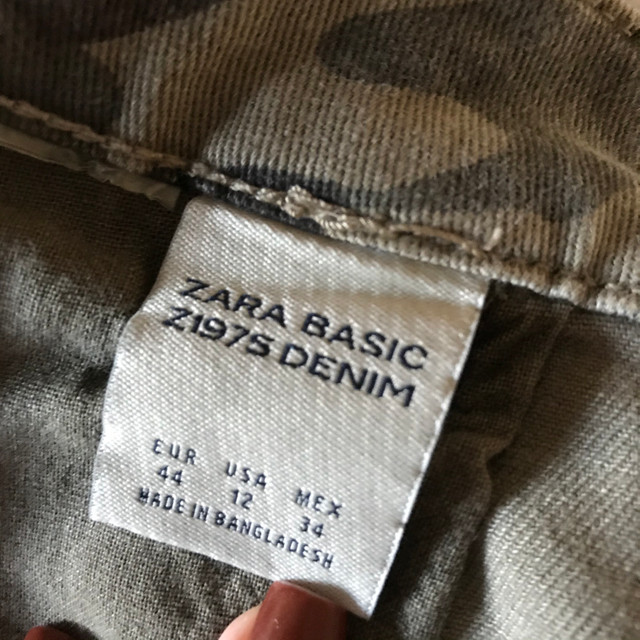 ZARA BASIC
Z1975 DENIM
EUR USA MEX
44 12 34
MADE IN BANGLADESH